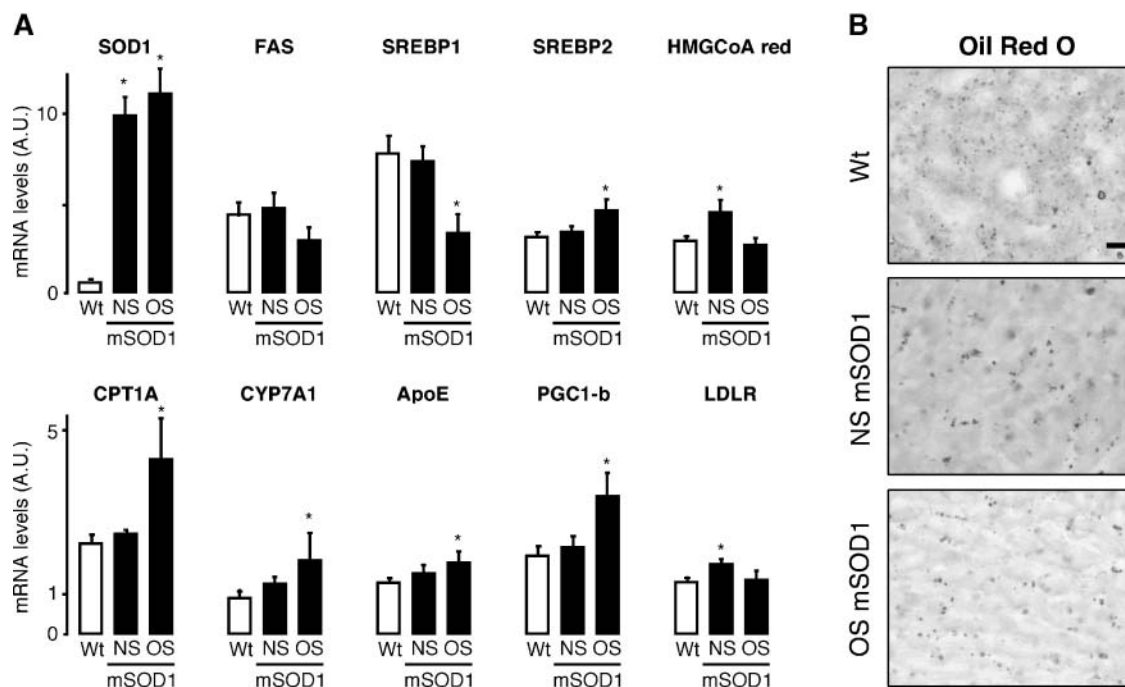 A
B
SOD1 FAS SREBP1 SREBP2 HMGCoA red
Oil Red O
mRNA levels (A.U.)
10
5
0
* * * * *
Wt NS OS Wt NS OS Wt NS OS Wt NS OS Wt NS OS
mSOD1 mSOD1 mSOD1 mSOD1 mSOD1
CPT1A CYP7A1 ApoE PGC1-b LDLR
mRNA levels (A.U.)
5
1
0
* * * * *
Wt NS OS Wt NS OS Wt NS OS Wt NS OS Wt NS OS
mSOD1 mSOD1 mSOD1 mSOD1 mSOD1
Wt
NS mSOD1
OS mSOD1